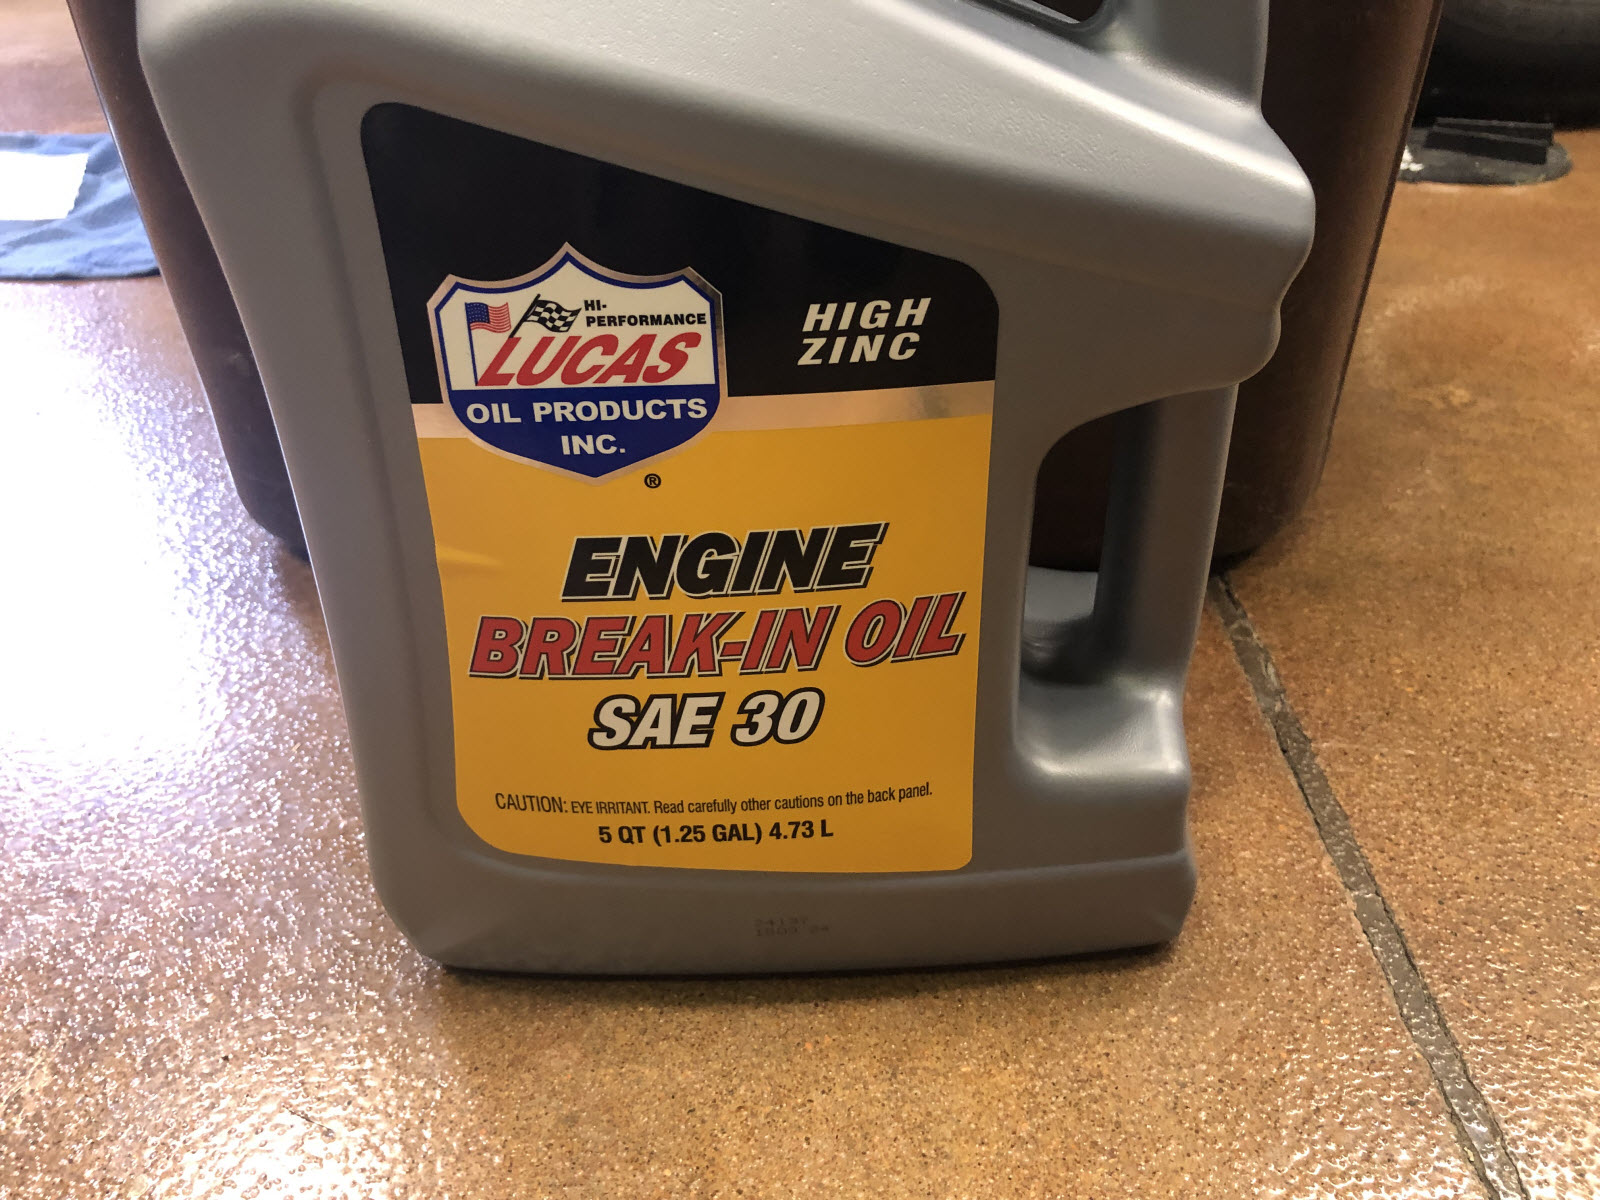 HI-
PERFORMANCE
LUCAS
OIL PRODUCTS
INC.
®
HIGH
ZINC
ENGINE
BREAK-IN OIL
SAE 30
CAUTION: EYE IRRITANT. Read carefully other cautions on the back panel.
5 QT (1.25 GAL) 4.73 L